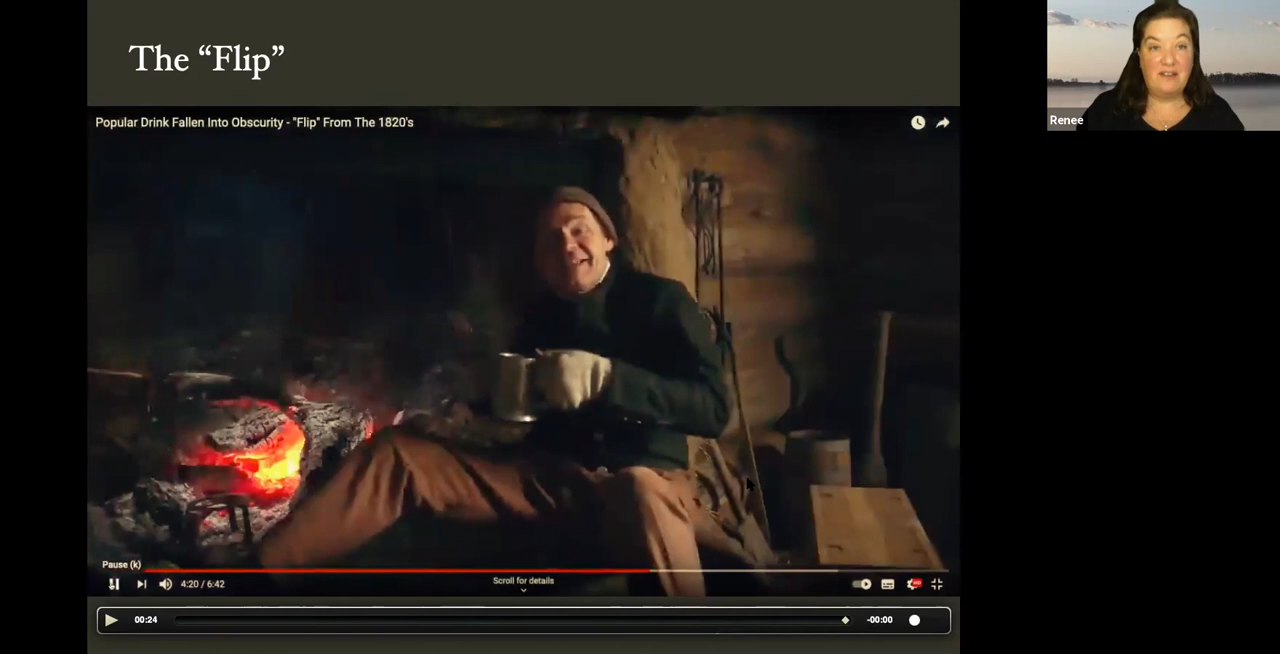 The “Flip”
Popular Drink Fallen Into Obscurity - "Flip" From The 1820's
Renee
Pause (k)
4:20 / 6:42
Scroll for details
HD
00:24
-00:00